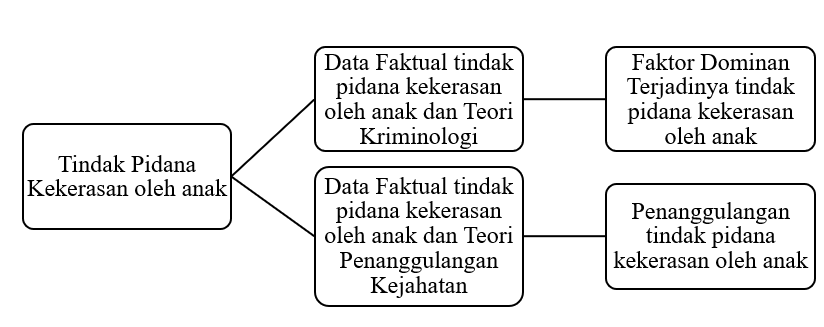 Tindak Pidana
Kekerasan oleh anak
Data Faktual tindak
pidana kekerasan
oleh anak dan Teori
Kriminologi
Faktor Dominan
Terjadinya tindak
pidana kekerasan
oleh anak
Data Faktual tindak
pidana kekerasan
oleh anak dan Teori
Penanggulangan
Kejahatan
Penanggulangan
tindak pidana
kekerasan oleh anak